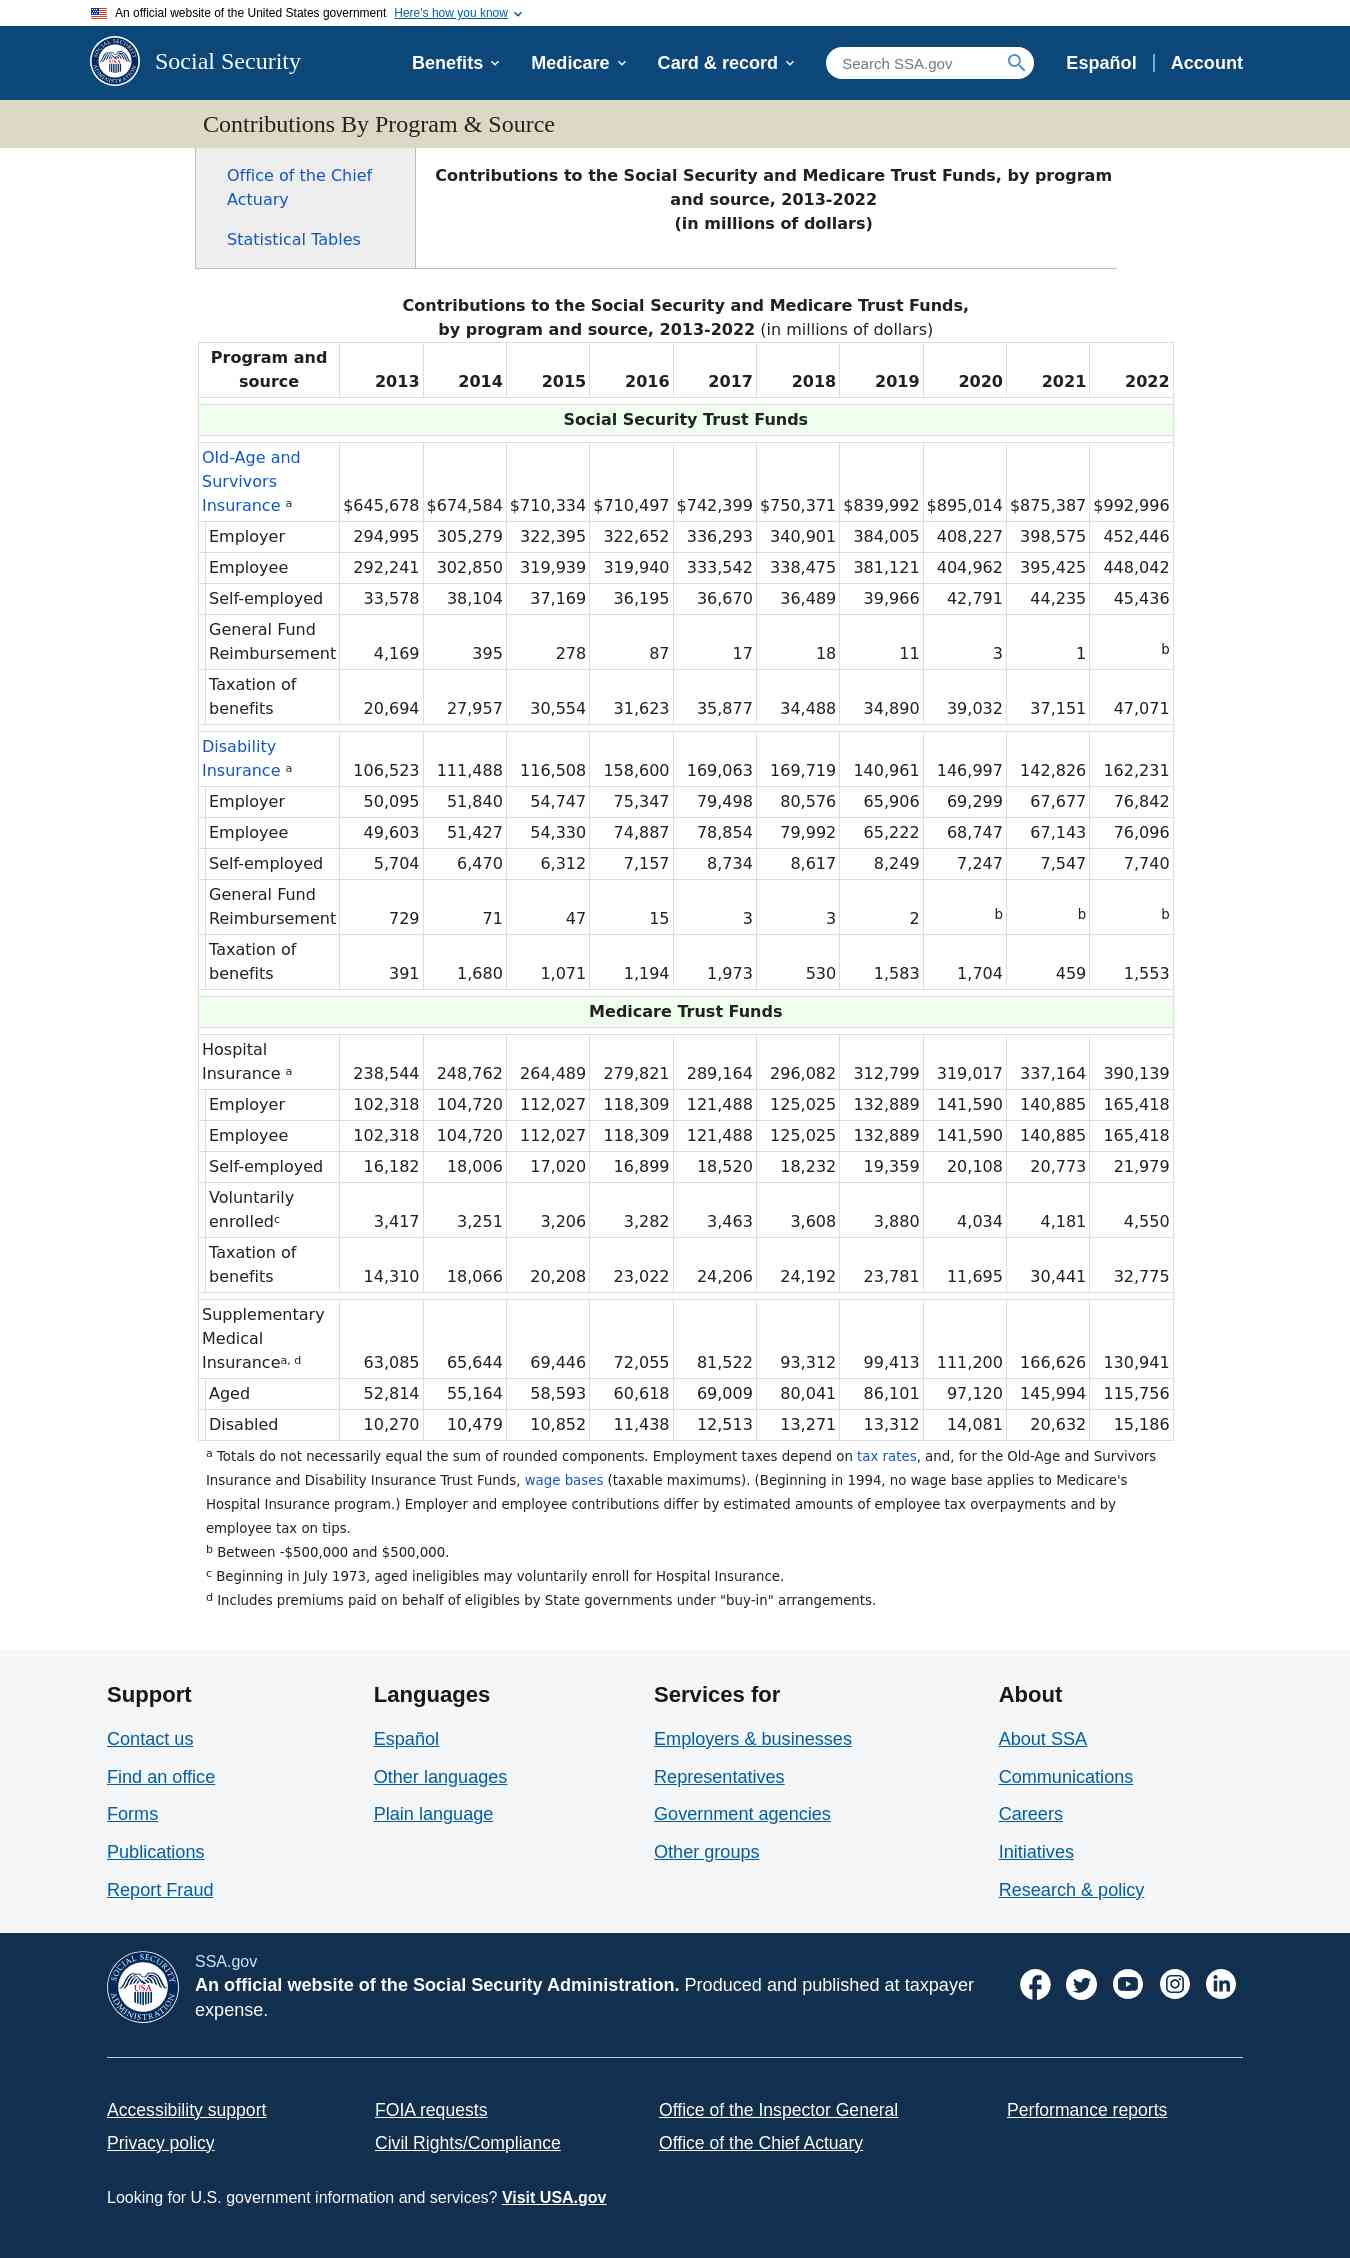 An official website of the United States government Here's how you know
Social Security
Benefits Medicare Card & record Search SSA.gov Español Account
Contributions By Program & Source
Office of the Chief
Actuary
Statistical Tables
Contributions to the Social Security and Medicare Trust Funds, by program
and source, 2013-2022
(in millions of dollars)
Contributions to the Social Security and Medicare Trust Funds,
by program and source, 2013-2022 (in millions of dollars)
Program and
source 2013 2014 2015 2016 2017 2018 2019 2020 2021 2022
Social Security Trust Funds
Old-Age and
Survivors
Insurance a $645,678 $674,584 $710,334 $710,497 $742,399 $750,371 $839,992 $895,014 $875,387 $992,996
Employer 294,995 305,279 322,395 322,652 336,293 340,901 384,005 408,227 398,575 452,446
Employee 292,241 302,850 319,939 319,940 333,542 338,475 381,121 404,962 395,425 448,042
Self-employed 33,578 38,104 37,169 36,195 36,670 36,489 39,966 42,791 44,235 45,436
General Fund
Reimbursement 4,169 395 278 87 17 18 11 3 1 b
Taxation of
benefits 20,694 27,957 30,554 31,623 35,877 34,488 34,890 39,032 37,151 47,071
Disability
Insurance a 106,523 111,488 116,508 158,600 169,063 169,719 140,961 146,997 142,826 162,231
Employer 50,095 51,840 54,747 75,347 79,498 80,576 65,906 69,299 67,677 76,842
Employee 49,603 51,427 54,330 74,887 78,854 79,992 65,222 68,747 67,143 76,096
Self-employed 5,704 6,470 6,312 7,157 8,734 8,617 8,249 7,247 7,547 7,740
General Fund
Reimbursement 729 71 47 15 3 3 2 b b b
Taxation of
benefits 391 1,680 1,071 1,194 1,973 530 1,583 1,704 459 1,553
Medicare Trust Funds
Hospital
Insurance a 238,544 248,762 264,489 279,821 289,164 296,082 312,799 319,017 337,164 390,139
Employer 102,318 104,720 112,027 118,309 121,488 125,025 132,889 141,590 140,885 165,418
Employee 102,318 104,720 112,027 118,309 121,488 125,025 132,889 141,590 140,885 165,418
Self-employed 16,182 18,006 17,020 16,899 18,520 18,232 19,359 20,108 20,773 21,979
Voluntarily
enrolledc 3,417 3,251 3,206 3,282 3,463 3,608 3,880 4,034 4,181 4,550
Taxation of
benefits 14,310 18,066 20,208 23,022 24,206 24,192 23,781 11,695 30,441 32,775
Supplementary
Medical
Insurancea, d 63,085 65,644 69,446 72,055 81,522 93,312 99,413 111,200 166,626 130,941
Aged 52,814 55,164 58,593 60,618 69,009 80,041 86,101 97,120 145,994 115,756
Disabled 10,270 10,479 10,852 11,438 12,513 13,271 13,312 14,081 20,632 15,186
a Totals do not necessarily equal the sum of rounded components. Employment taxes depend on tax rates, and, for the Old-Age and Survivors
Insurance and Disability Insurance Trust Funds, wage bases (taxable maximums). (Beginning in 1994, no wage base applies to Medicare's
Hospital Insurance program.) Employer and employee contributions differ by estimated amounts of employee tax overpayments and by
employee tax on tips.
b Between -$500,000 and $500,000.
c Beginning in July 1973, aged ineligibles may voluntarily enroll for Hospital Insurance.
d Includes premiums paid on behalf of eligibles by State governments under "buy-in" arrangements.
Support Languages Services for About
Contact us Español Employers & businesses About SSA
Find an office Other languages Representatives Communications
Forms Plain language Government agencies Careers
Publications Other groups Initiatives
Report Fraud Research & policy
SOCIAL SECURITY ADMINISTRATION
USA
SSA.gov
An official website of the Social Security Administration. Produced and published at taxpayer
expense.
Accessibility support FOIA requests Office of the Inspector General Performance reports
Privacy policy Civil Rights/Compliance Office of the Chief Actuary
Looking for U.S. government information and services? Visit USA.gov